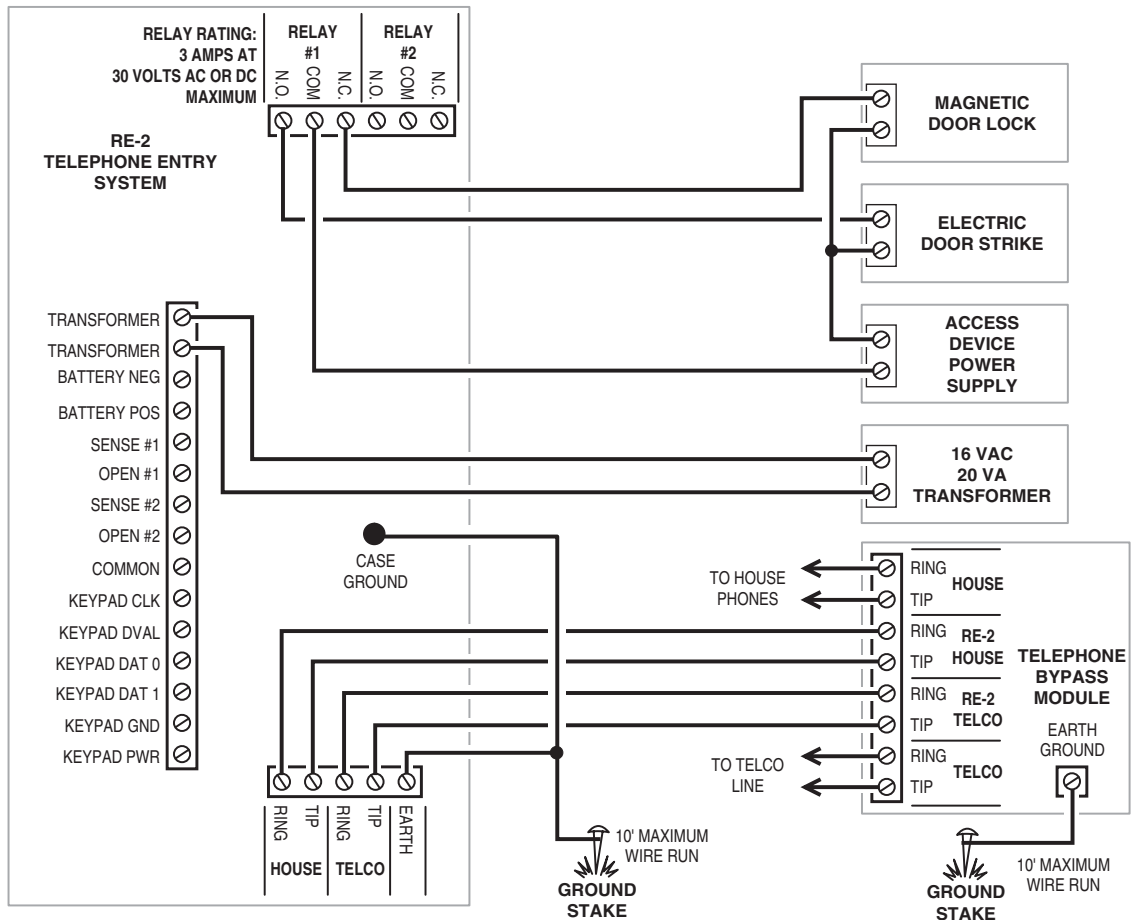 RELAY RATING:
3 AMPS AT
30 VOLTS AC OR DC
MAXIMUM
RELAY
#1
RELAY
#2
N.O.
COM
N.C.
N.O.
COM
N.C.
RE-2
TELEPHONE ENTRY
SYSTEM
MAGNETIC
DOOR LOCK
ELECTRIC
DOOR STRIKE
ACCESS
DEVICE
POWER
SUPPLY
16 VAC
20 VA
TRANSFORMER
TRANSFORMER
TRANSFORMER
BATTERY NEG
BATTERY POS
SENSE #1
OPEN #1
SENSE #2
OPEN #2
COMMON
KEYPAD CLK
KEYPAD DVAL
KEYPAD DAT 0
KEYPAD DAT 1
KEYPAD GND
KEYPAD PWR
CASE
GROUND
TO HOUSE
PHONES
RING
TIP
HOUSE
RING
TIP
RE-2
HOUSE
RING
TIP
RE-2
TELCO
RING
TIP
TELCO
TELEPHONE
BYPASS
MODULE
EARTH
GROUND
TO TELCO
LINE
RING
TIP
RING
TIP
EARTH
HOUSE
TELCO
10' MAXIMUM
WIRE RUN
GROUND
STAKE
10' MAXIMUM
WIRE RUN
GROUND
STAKE